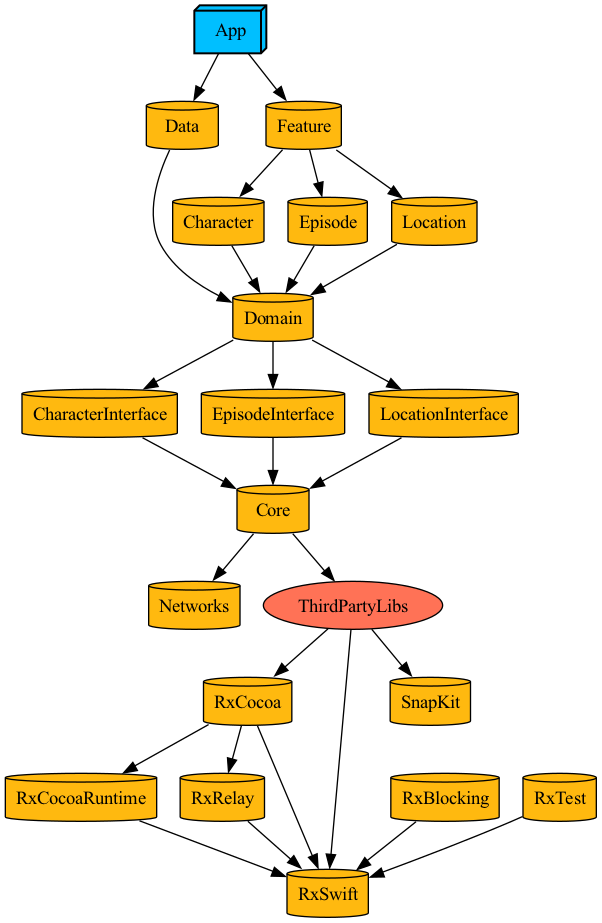 App
Data
Feature
Character
Episode
Location
Domain
CharacterInterface
EpisodeInterface
LocationInterface
Core
Networks
ThirdPartyLibs
RxCocoa
SnapKit
RxCocoaRuntime
RxRelay
RxBlocking
RxTest
RxSwift